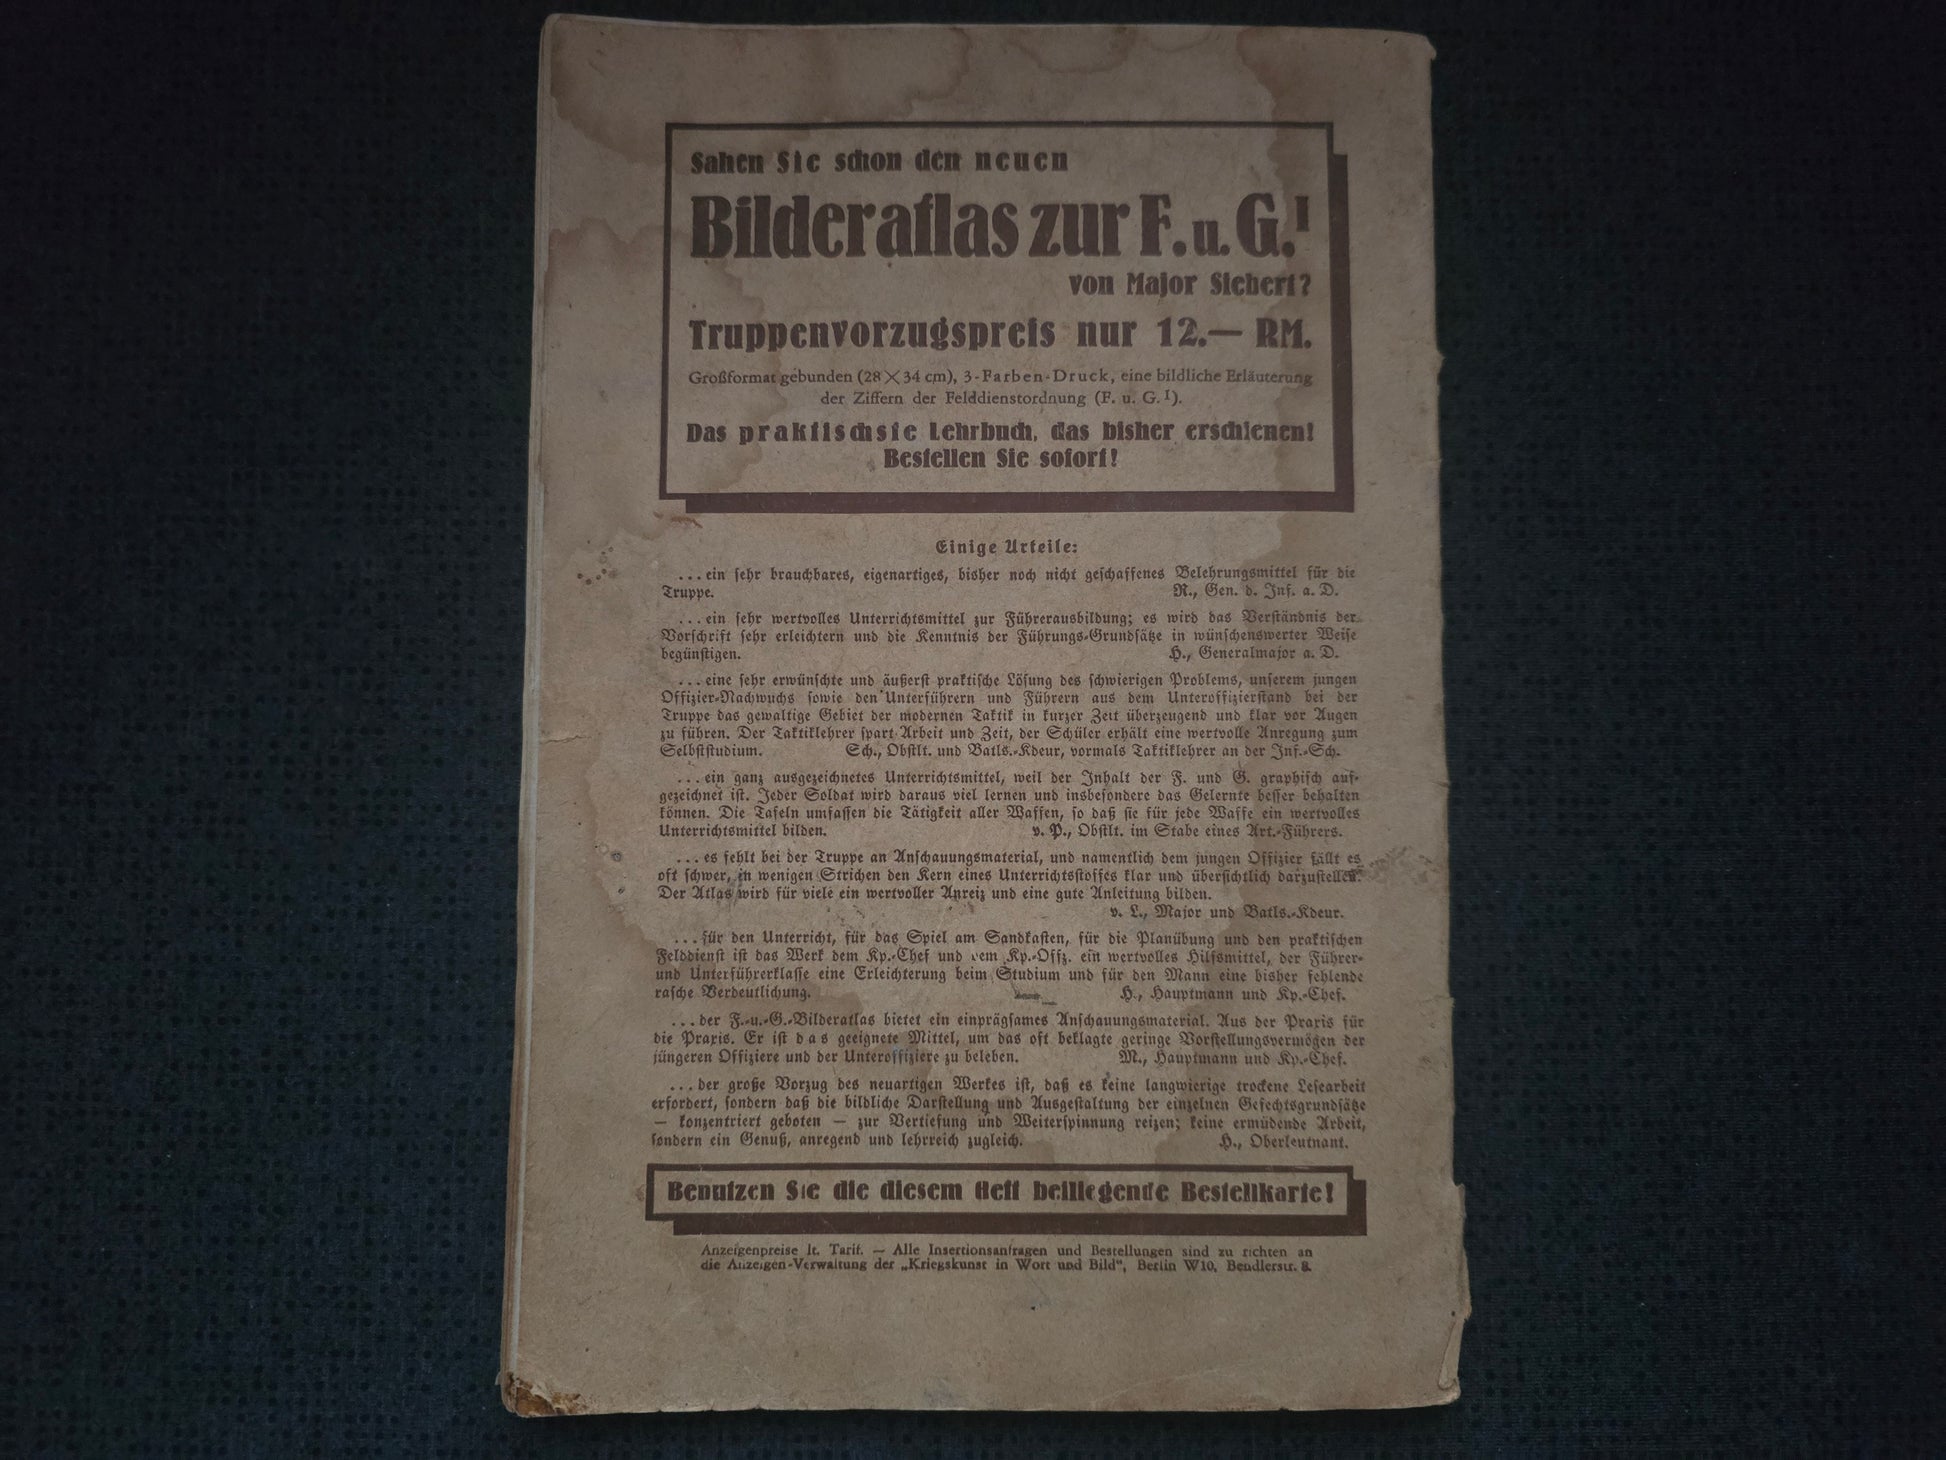 Sahen Sie schon den neuen
Bilderatlas zur F. u. G.I
von Major Siebert?
Truppenvorzugspreis nur 12.— RM.
Großformat gebunden (28 × 34 cm), 3-Farben-Druck, eine bildliche Erläuterung
der Ziffern der Felddienstordnung (F. u. G. I).
Das praktischste Lehrbuch, das bisher erschienen!
Bestellen Sie sofort!
Einige Urteile:
...ein sehr brauchbares, eigenartiges, bisher noch nicht geschaffenes Belehrungsmittel für die
Truppe. R., Gen. d. Inf. a. D.
...ein sehr wertvolles Unterrichtsmittel zur Führerausbildung; es wird das Verständnis der
Vorschrift sehr erleichtern und die Kenntnis der Führungs-Grundsätze in wünschenswerter Weise
begünstigen. H., Generalmajor a. D.
...eine sehr erwünschte und äußerst praktische Lösung des schwierigen Problems, unserem jungen
Offizier-Nachwuchs sowie den Unterführern und Führern aus dem Unteroffizierstand bei der
Truppe das gewaltige Gebiet der modernen Taktik in kurzer Zeit überzeugend und klar vor Augen
zu führen. Der Taktiklehrer spart Arbeit und Zeit, der Schüler erhält eine wertvolle Anregung zum
Selbststudium. Sch., Obstlt. und Batls.-Kdeur, vormals Taktiklehrer an der Inf.-Sch.
...ein ganz ausgezeichnetes Unterrichtsmittel, weil der Inhalt der F. und G. graphisch auf-
gezeichnet ist. Jeder Soldat wird daraus viel lernen und insbesondere das Gelernte besser behalten
können. Die Tafeln umfassen die Tätigkeit aller Waffen, so daß sie für jede Waffe ein wertvolles
Unterrichtsmittel bilden. v. P., Obstlt. im Stabe eines Art.-Führers.
...es fehlt bei der Truppe an Anschauungsmaterial, und namentlich dem jungen Offizier fällt es
oft schwer, in wenigen Strichen den Kern eines Unterrichtsstoffes klar und übersichtlich darzustellen.
Der Atlas wird für viele ein wertvoller Anreiz und eine gute Anleitung bilden.
v. L., Major und Batls.-Kdeur.
...für den Unterricht, für das Spiel am Sandkasten, für die Planübung und den praktischen
Felddienst ist das Werk dem Kp.-Chef und dem Kp.-Offz. ein wertvolles Hilfsmittel, der Führer-
und Unterführerklasse eine Erleichterung beim Studium und für den Mann eine bisher fehlende
rasche Verdeutlichung. H., Hauptmann und Kp.-Chef.
...der F.-u.-G.-Bilderatlas bietet ein einprägsames Anschauungsmaterial. Aus der Praxis für
die Praxis. Er ist das geeignete Mittel, um das oft beklagte geringe Vorstellungsvermögen der
jüngeren Offiziere und der Unteroffiziere zu beleben. M., Hauptmann und Kp.-Chef.
...der große Vorzug des neuartigen Werkes ist, daß es keine langwierige trockene Lesearbeit
erfordert, sondern daß die bildliche Darstellung und Ausgestaltung der einzelnen Gefechtsgrundsätze
— konzentriert geboten — zur Vertiefung und Weiterspinnung reizen; keine ermüdende Arbeit,
sondern ein Genuß, anregend und lehrreich zugleich. H., Oberleutnant.
Benutzen Sie die diesem Heft beiliegende Bestellkarte!
Anzeigenpreise lt. Tarif. — Alle Insertionsanfragen und Bestellungen sind zu richten an
die Anzeigen-Verwaltung der „Kriegskunst in Wort und Bild“, Berlin W10, Bendlerstr. 8.